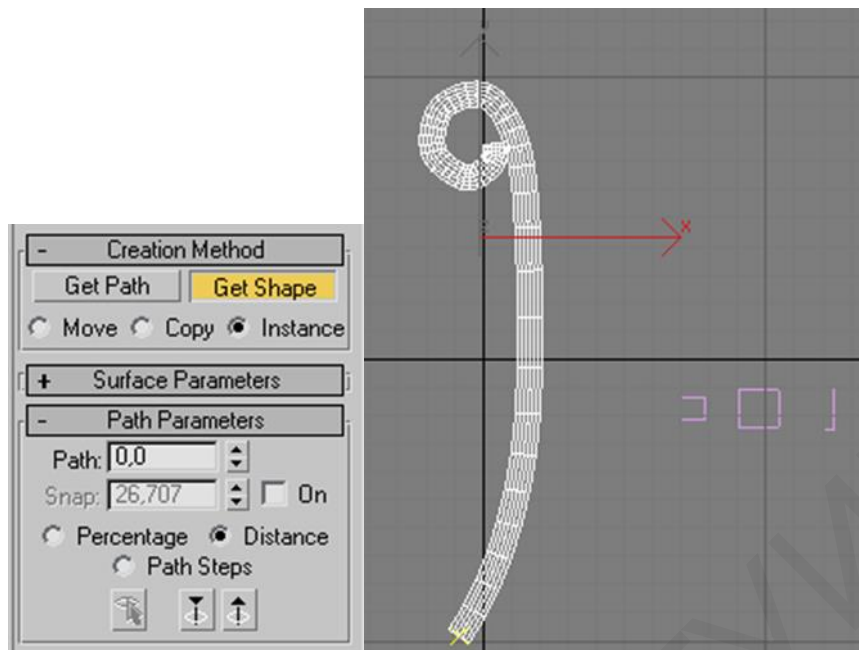 - Creation Method
Get Path Get Shape
Move Copy Instance
+ Surface Parameters
- Path Parameters
Path: 0,0
Snap: 26,707 On
Percentage Distance
Path Steps
x